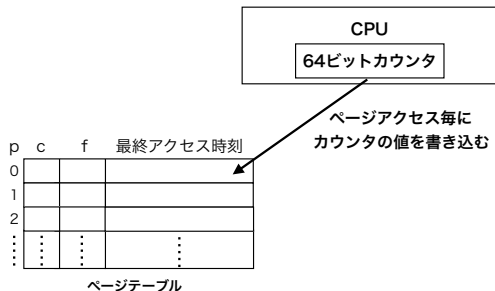 CPU
64ビットカウンタ
ページアクセス毎に
カウンタの値を書き込む
p c f 最終アクセス時刻
0
1
2
ページテーブル